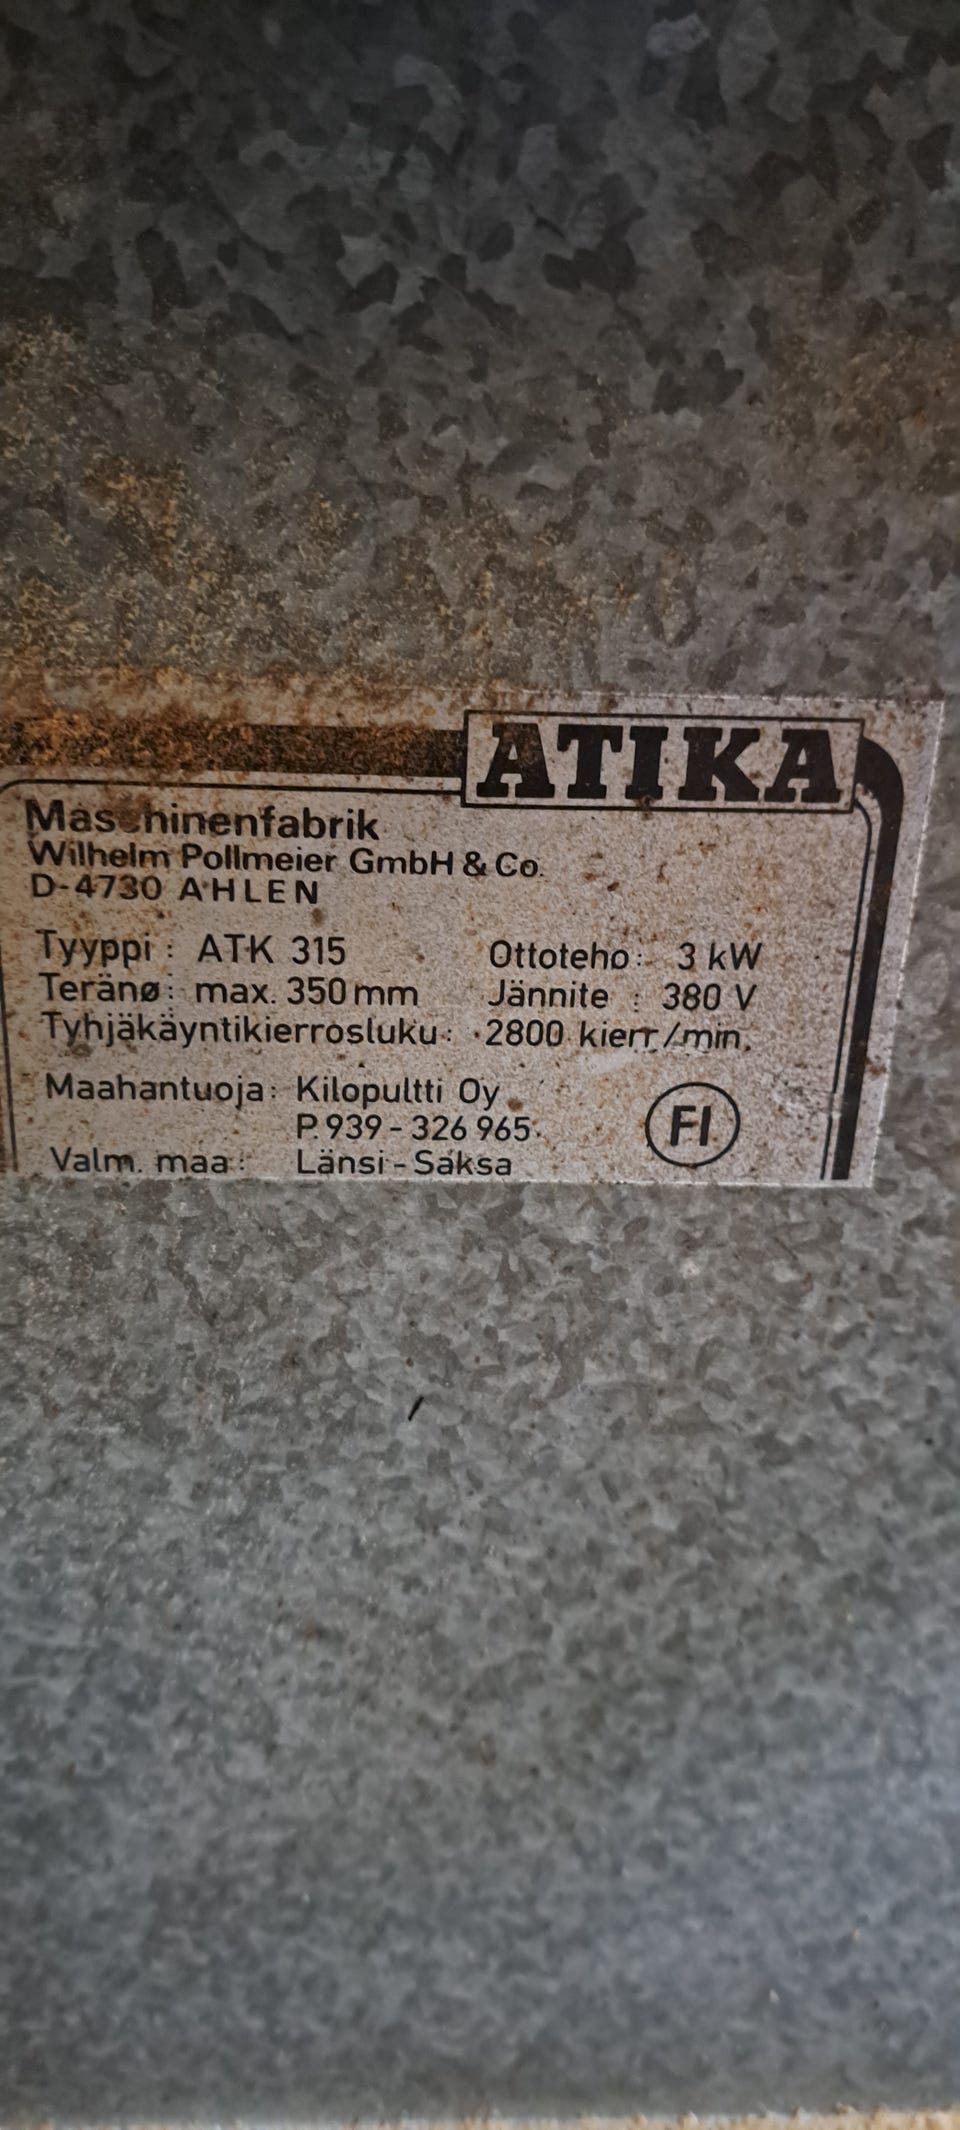 ATIKA
Maschinenfabrik
Wilhelm Pollmeier GmbH & Co.
D-4730 AHLEN
Tyyppi : ATK 315 Ottoteho : 3 kW
Teränø : max. 350 mm Jännite : 380 V
Tyhjäkäyntikierrosluku : 2800 kierr/min.
Maahantuoja : Kilopultti Oy
P. 939 - 326 965
FI
Valm. maa : Länsi - Saksa